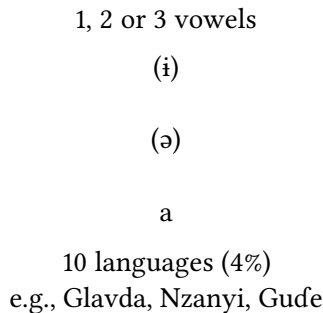 1, 2 or 3 vowels
(ɨ)
(ə)
a
10 languages (4%)
e.g., Glavda, Nzanyi, Guɗe